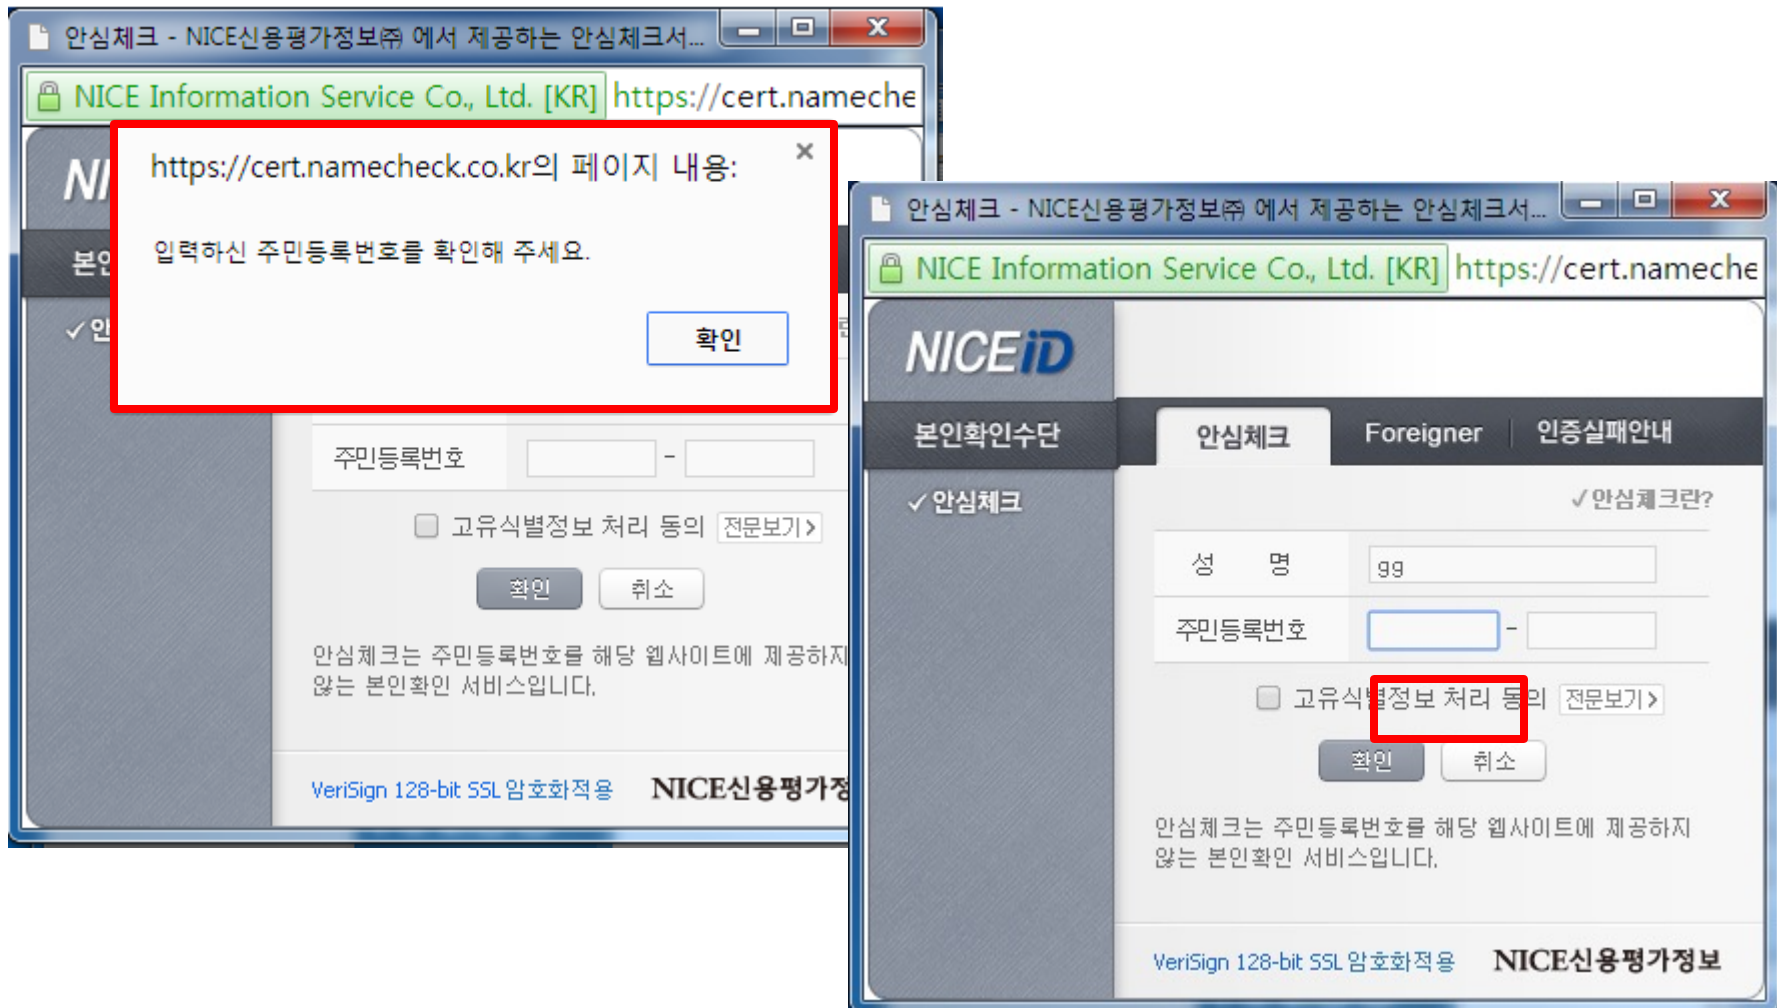 안심체크 - NICE신용평가정보㈜ 에서 제공하는 안심체크서...
NICE Information Service Co., Ltd. [KR] https://cert.nameche
https://cert.namecheck.co.kr의 페이지 내용:
입력하신 주민등록번호를 확인해 주세요.
확인
주민등록번호 -
고유식별정보 처리 동의 전문보기>
확인 취소
안심체크는 주민등록번호를 해당 웹사이트에 제공하지
않는 본인확인 서비스입니다.
VeriSign 128-bit SSL 암호화적용 NICE신용평가정
안심체크 - NICE신용평가정보㈜ 에서 제공하는 안심체크서...
NICE Information Service Co., Ltd. [KR] https://cert.nameche
NICEiD
본인확인수단 안심체크 Foreigner 인증실패안내
✓안심체크
✓안심체크란?
성 명 gg
주민등록번호 -
고유식별정보 처리 동의 전문보기>
확인 취소
안심체크는 주민등록번호를 해당 웹사이트에 제공하지
않는 본인확인 서비스입니다.
VeriSign 128-bit SSL 암호화적용 NICE신용평가정보